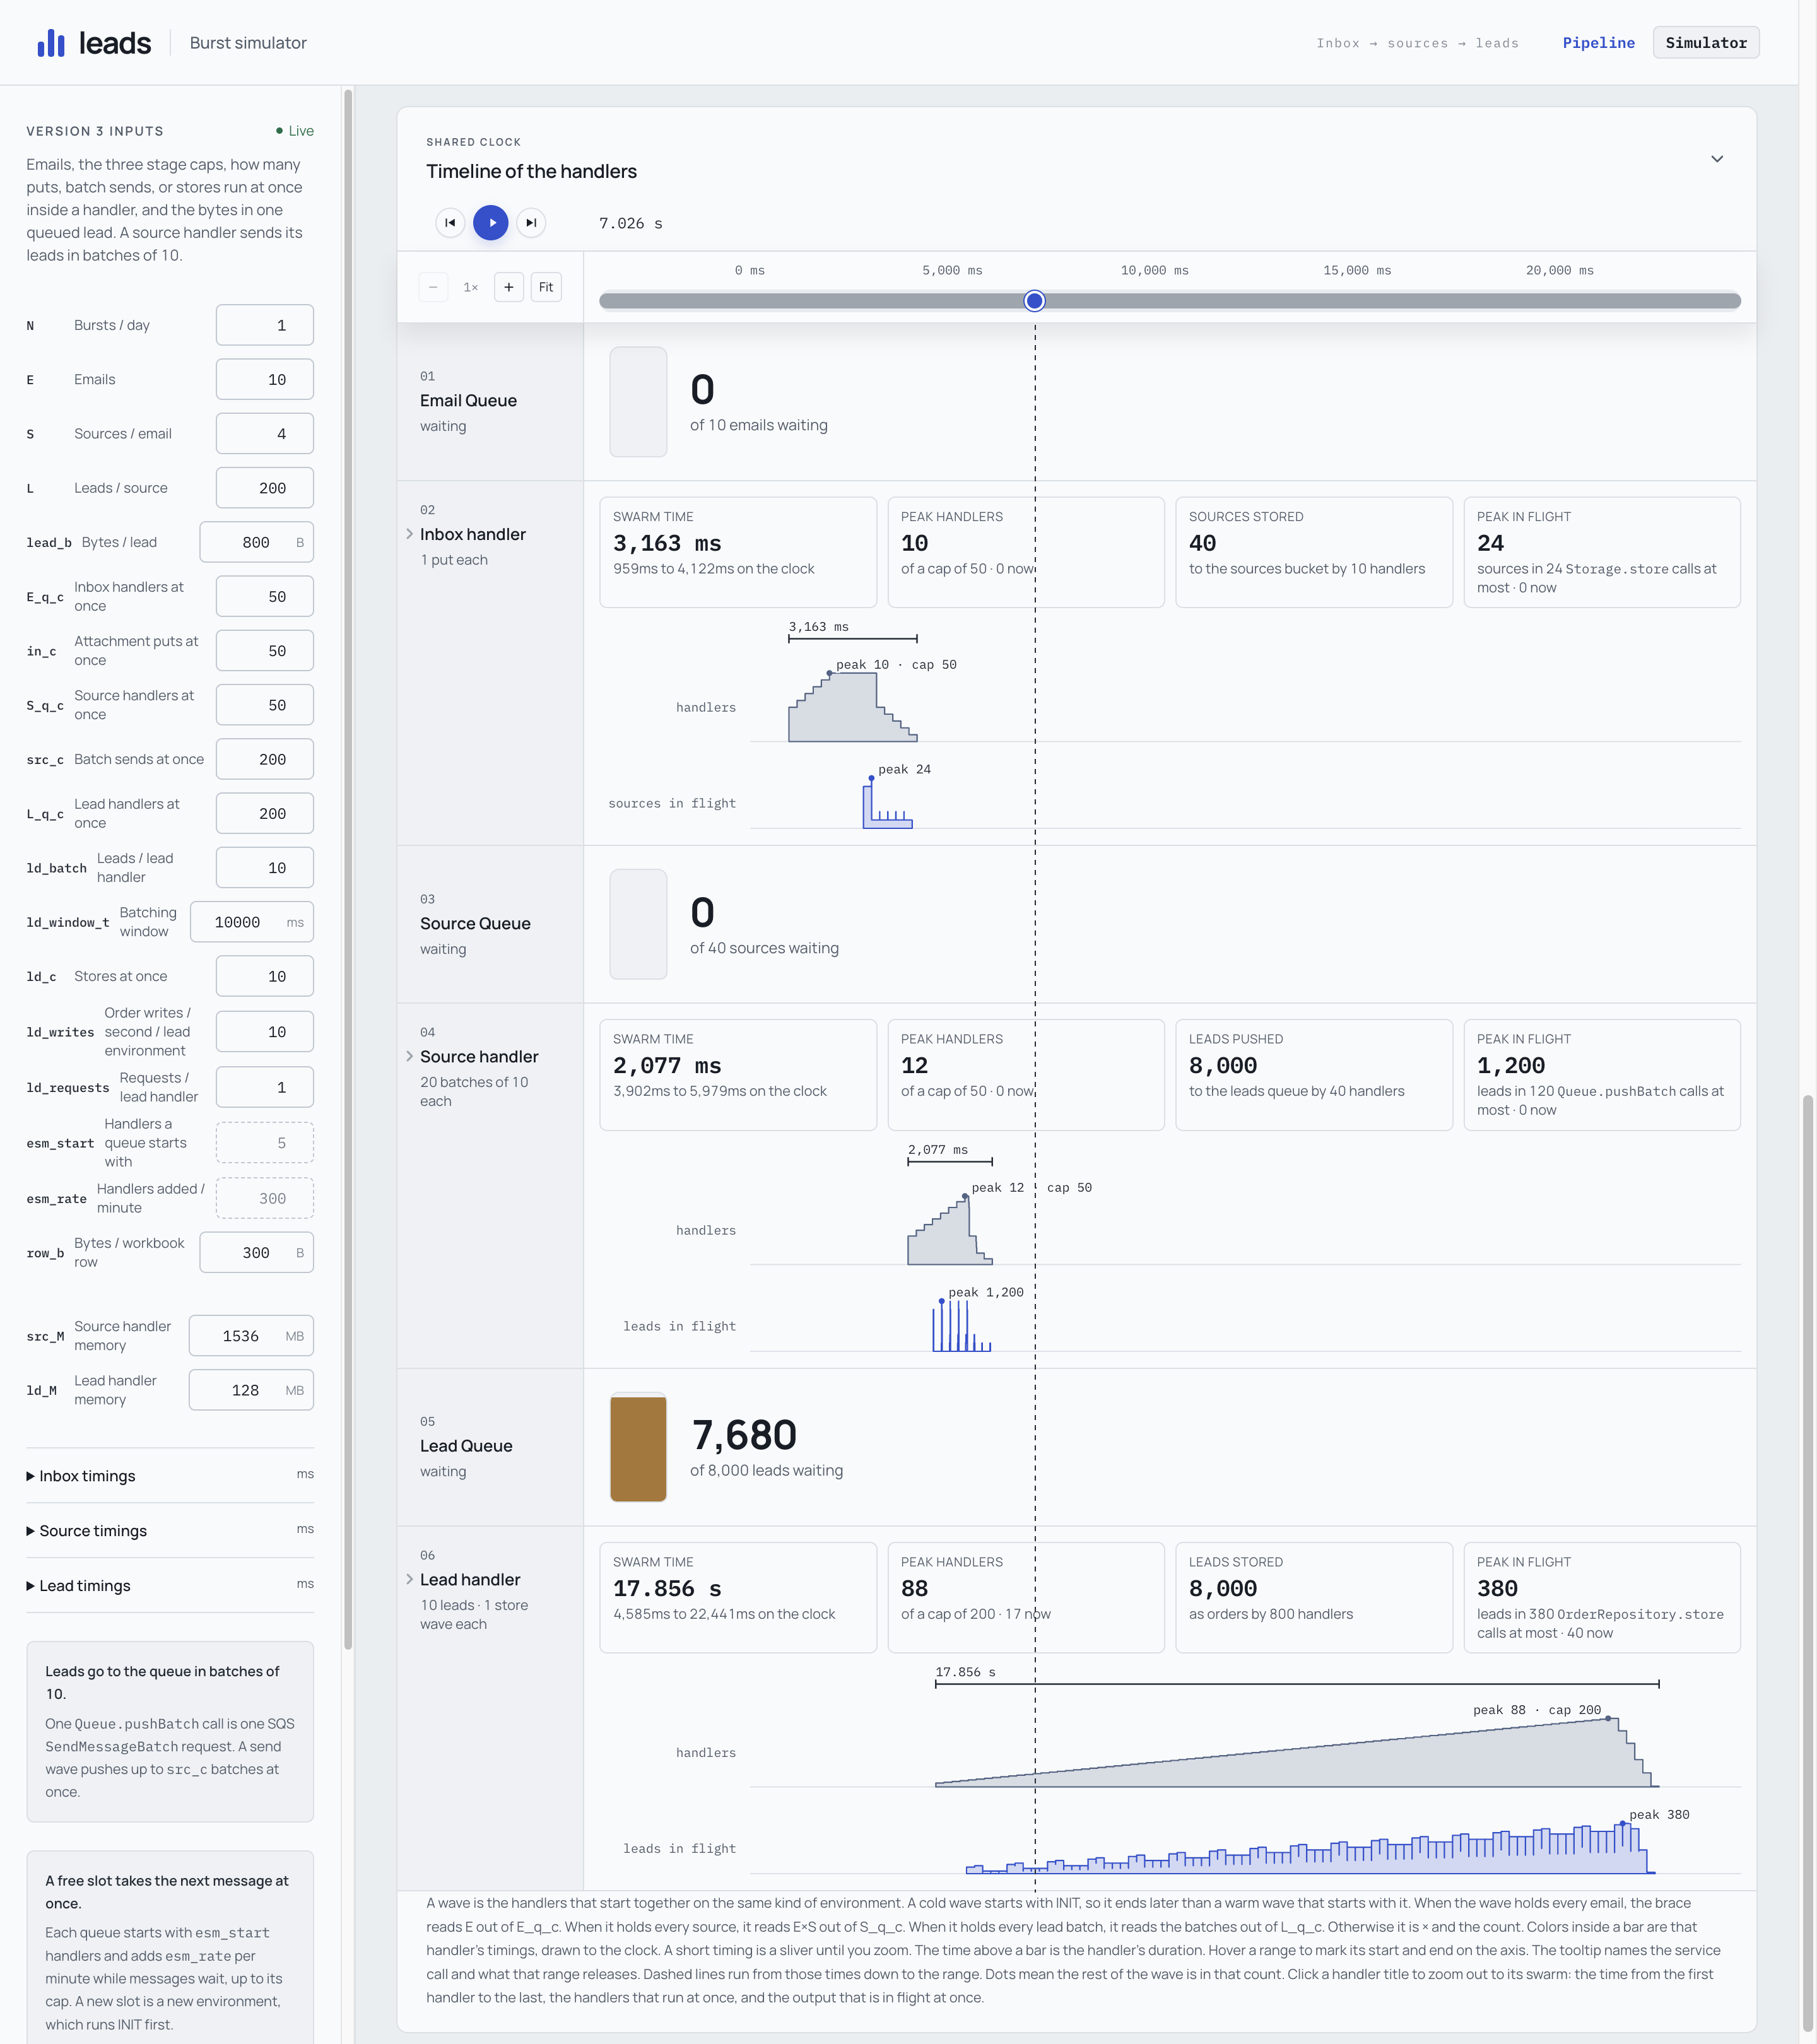 leads
Burst simulator
Inbox → sources → leads
Pipeline
Simulator
VERSION 3 INPUTS
Live
Emails, the three stage caps, how many
puts, batch sends, or stores run at once
inside a handler, and the bytes in one
queued lead. A source handler sends its
leads in batches of 10.
N Bursts / day 1
E Emails 10
S Sources / email 4
L Leads / source 200
lead_b Bytes / lead 800 B
E_q_c Inbox handlers at
once 50
in_c Attachment puts at
once 50
S_q_c Source handlers at
once 50
src_c Batch sends at once 200
L_q_c Lead handlers at
once 200
ld_batch Leads / lead
handler 10
ld_window_t Batching
window 10000 ms
ld_c Stores at once 10
ld_writes Order writes /
second / lead
environment 10
ld_requests Requests /
lead handler 1
esm_start Handlers a
queue starts
with 5
esm_rate Handlers added /
minute 300
row_b Bytes / workbook
row 300 B
src_M Source handler
memory 1536 MB
ld_M Lead handler
memory 128 MB
Inbox timings ms
Source timings ms
Lead timings ms
Leads go to the queue in batches of
10.
One Queue.pushBatch call is one SQS
SendMessageBatch request. A send
wave pushes up to src_c batches at
once.
A free slot takes the next message at
once.
Each queue starts with esm_start
handlers and adds esm_rate per
minute while messages wait, up to its
cap. A new slot is a new environment,
which runs INIT first.
SHARED CLOCK
Timeline of the handlers
7.026 s
− 1× + Fit
0 ms 5,000 ms 10,000 ms 15,000 ms 20,000 ms
01
Email Queue
waiting
0
of 10 emails waiting
02
Inbox handler
1 put each
SWARM TIME
3,163 ms
959ms to 4,122ms on the clock
PEAK HANDLERS
10
of a cap of 50 · 0 now
SOURCES STORED
40
to the sources bucket by 10 handlers
PEAK IN FLIGHT
24
sources in 24 Storage.store calls at
most · 0 now
3,163 ms
peak 10 · cap 50
handlers
peak 24
sources in flight
03
Source Queue
waiting
0
of 40 sources waiting
04
Source handler
20 batches of 10
each
SWARM TIME
2,077 ms
3,902ms to 5,979ms on the clock
PEAK HANDLERS
12
of a cap of 50 · 0 now
LEADS PUSHED
8,000
to the leads queue by 40 handlers
PEAK IN FLIGHT
1,200
leads in 120 Queue.pushBatch calls at
most · 0 now
2,077 ms
peak 12 · cap 50
handlers
peak 1,200
leads in flight
05
Lead Queue
waiting
7,680
of 8,000 leads waiting
06
Lead handler
10 leads · 1 store
wave each
SWARM TIME
17.856 s
4,585ms to 22,441ms on the clock
PEAK HANDLERS
88
of a cap of 200 · 17 now
LEADS STORED
8,000
as orders by 800 handlers
PEAK IN FLIGHT
380
leads in 380 OrderRepository.store
calls at most · 40 now
17.856 s
peak 88 · cap 200
handlers
peak 380
leads in flight
A wave is the handlers that start together on the same kind of environment. A cold wave starts with INIT, so it ends later than a warm wave that starts with it. When the wave holds every email, the brace
reads E out of E_q_c. When it holds every source, it reads E×S out of S_q_c. When it holds every lead batch, it reads the batches out of L_q_c. Otherwise it is × and the count. Colors inside a bar are that
handler's timings, drawn to the clock. A short timing is a sliver until you zoom. The time above a bar is the handler's duration. Hover a range to mark its start and end on the axis. The tooltip names the service
call and what that range releases. Dashed lines run from those times down to the range. Dots mean the rest of the wave is in that count. Click a handler title to zoom out to its swarm: the time from the first
handler to the last, the handlers that run at once, and the output that is in flight at once.